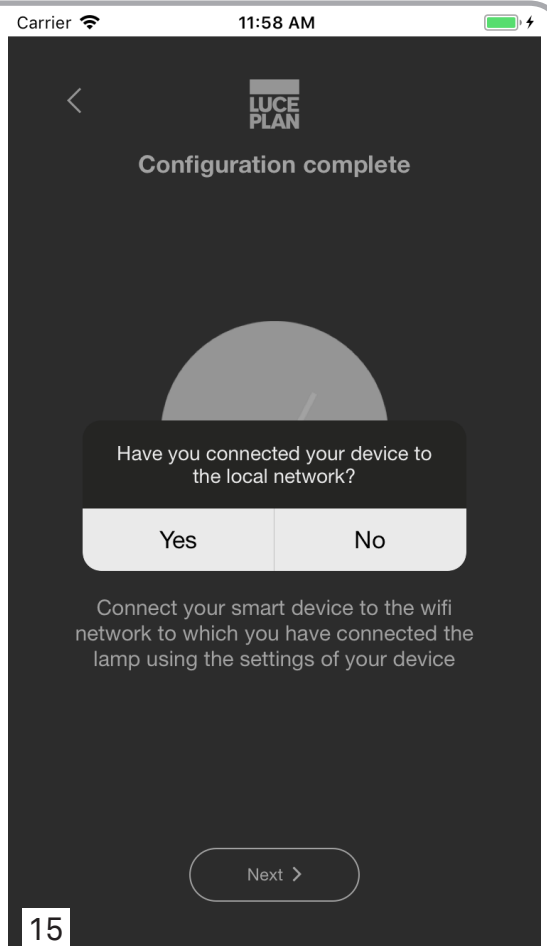 Carrier
11:58 AM
LUCE
PLAN
Configuration complete
Have you connected your device to
the local network?
Yes
No
Connect your smart device to the wifi
network to which you have connected the
lamp using the settings of your device
Next
15